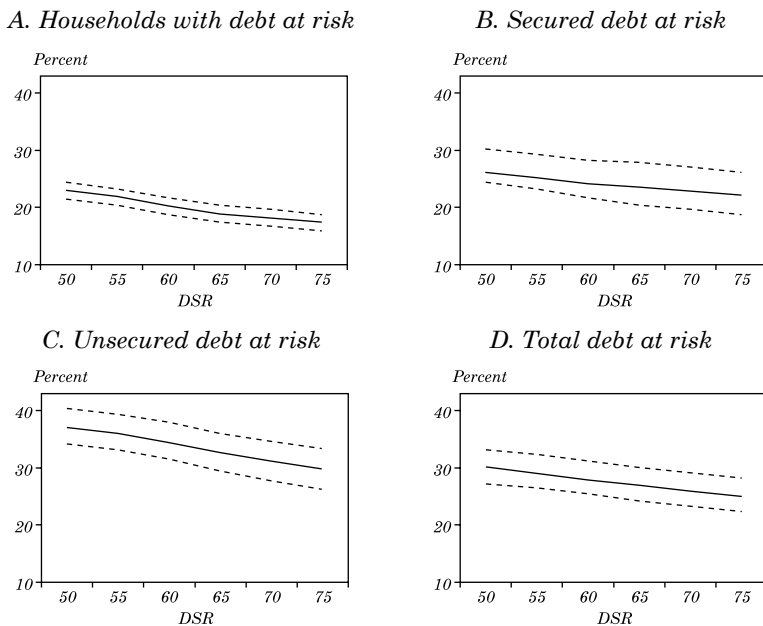 A. Households with debt at risk
Percent
40
30
20
10
50 55 60 65 70 75
DSR
B. Secured debt at risk
Percent
40
30
20
10
50 55 60 65 70 75
DSR
C. Unsecured debt at risk
Percent
40
30
20
10
50 55 60 65 70 75
DSR
D. Total debt at risk
Percent
40
30
20
10
50 55 60 65 70 75
DSR